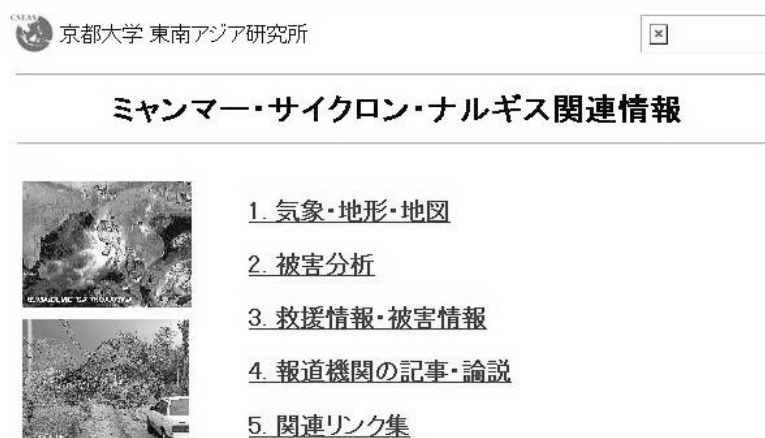 CSEAS
京都大学 東南アジア研究所
ミャンマー・サイクロン・ナルギス関連情報
1. 気象・地形・地図
2. 被害分析
3. 救援情報・被害情報
4. 報道機関の記事・論説
5. 関連リンク集